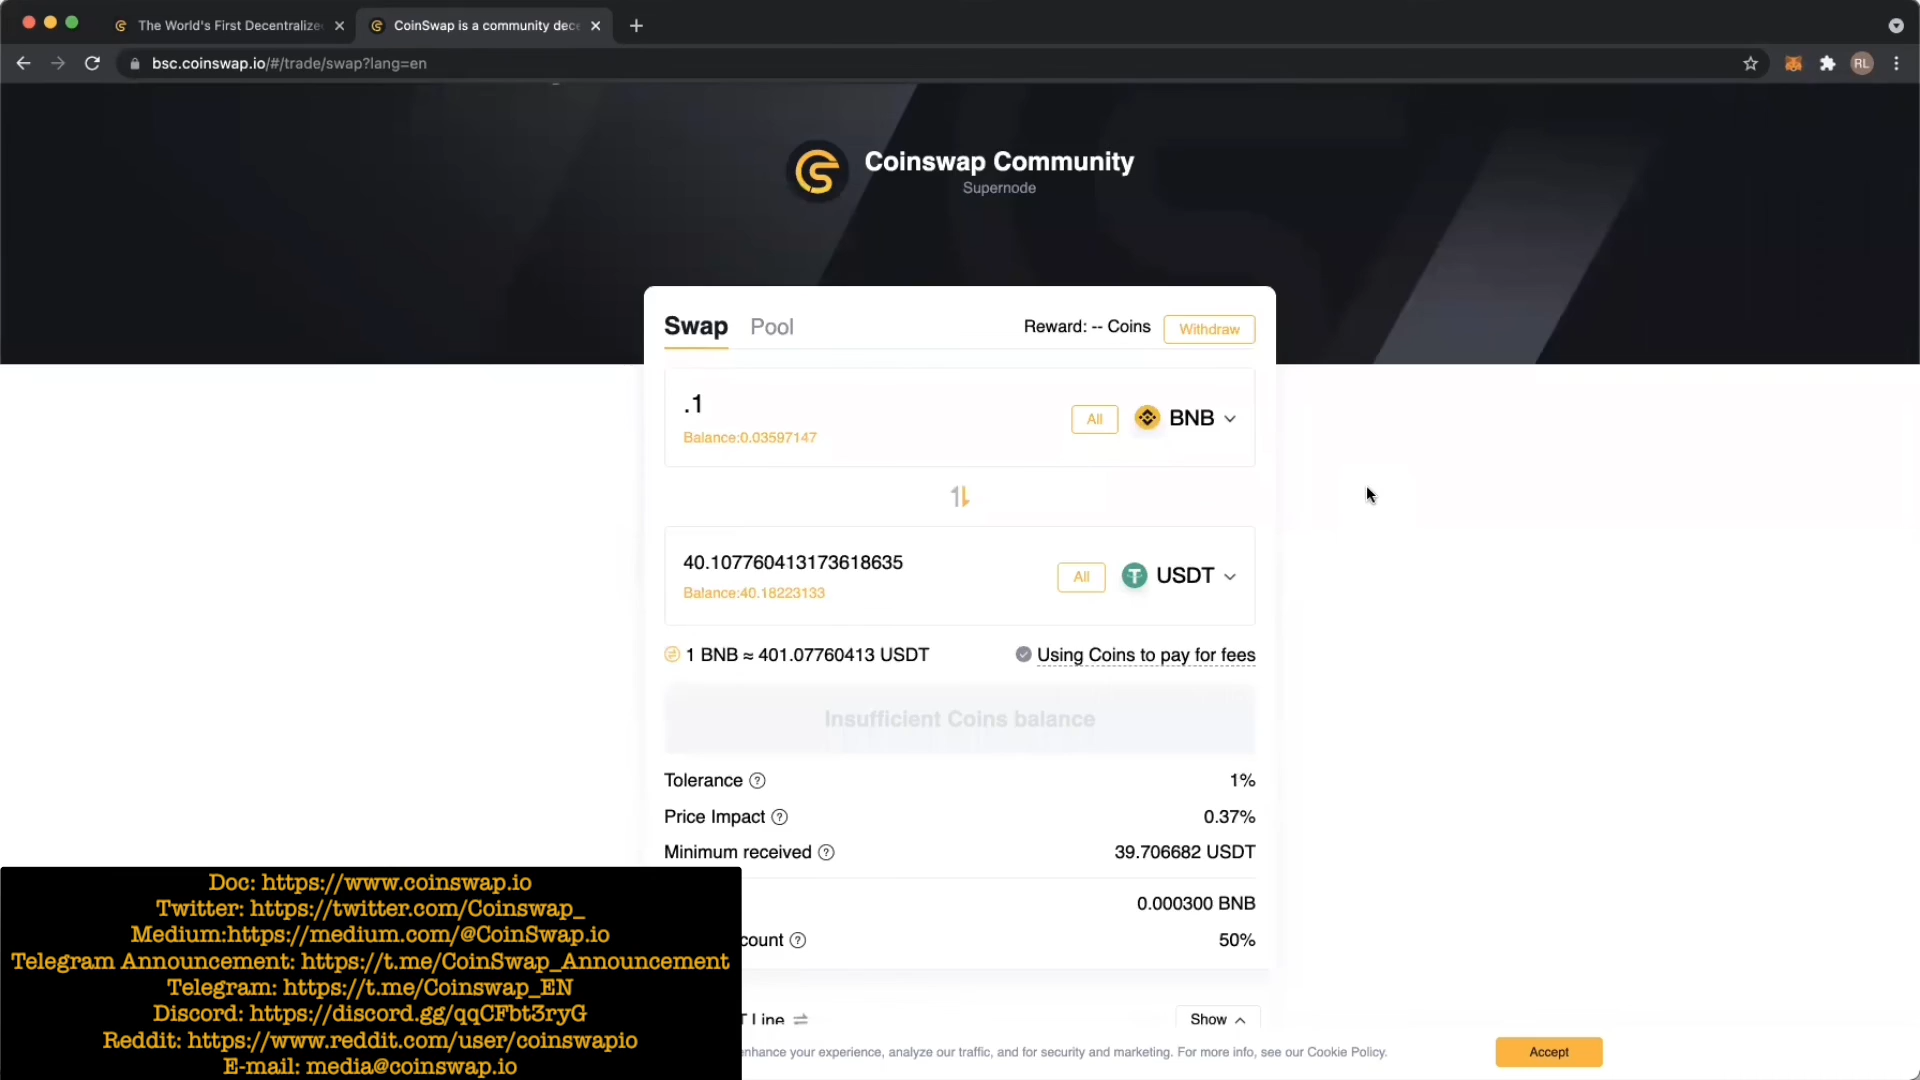 The World's First Decentralize
CoinSwap is a community dec
bsc.coinswap.io/#/trade/swap?lang=en
RL
Coinswap Community
Supernode
Swap
Pool
Reward: -- Coins
Withdraw
.1
All
BNB
Balance:0.03597147
40.107760413173618635
All
USDT
Balance:40.18223133
1 BNB ≈ 401.07760413 USDT
Using Coins to pay for fees
Insufficient Coins balance
Tolerance ?
1%
Price Impact ?
0.37%
Minimum received ?
39.706682 USDT
0.000300 BNB
count ?
50%
T Line
Show
enhance your experience, analyze our traffic, and for security and marketing. For more info, see our Cookie Policy.
Accept
Doc: https://www.coinswap.io
Twitter: https://twitter.com/Coinswap_
Medium:https://medium.com/@CoinSwap.io
Telegram Announcement: https://t.me/CoinSwap_Announcement
Telegram: https://t.me/Coinswap_EN
Discord: https://discord.gg/qqCFbt3ryG
Reddit: https://www.reddit.com/user/coinswapio
E-mail: media@coinswap.io